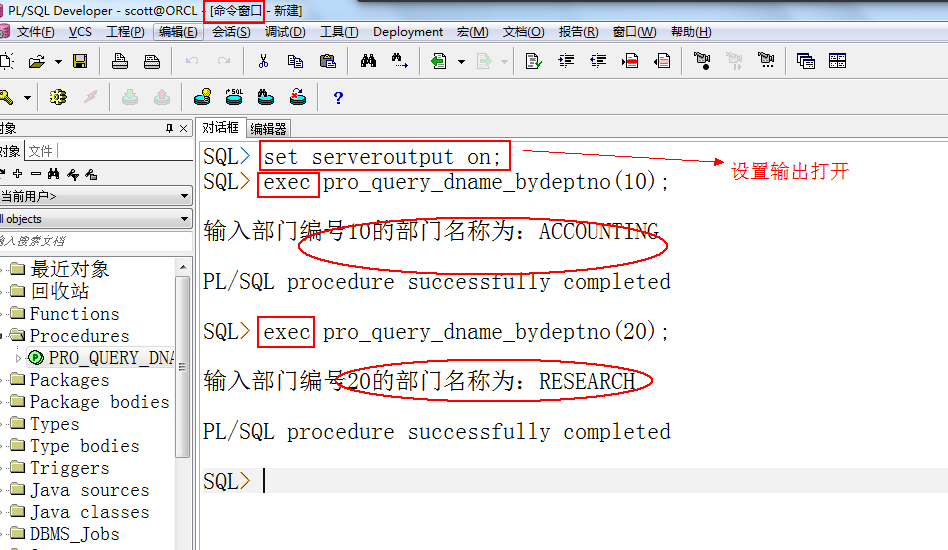 PL/SQL Developer - scott@ORCL - [命令窗口 - 新建]
文件(F) VCS 工程(P) 编辑(E) 会话(S) 调试(D) 工具(T) Deployment 宏(M) 文档(O) 报告(R) 窗口(W) 帮助(H)
SQL
对象
对象 文件
当前用户>
ll objects
输入搜索文档
最近对象
回收站
Functions
Procedures
PRO_QUERY_DNA
Packages
Package bodies
Types
Type bodies
Triggers
Java sources
Java classes
DBMS_Jobs
对话框 编辑器
SQL> set serveroutput on;
设置输出打开
SQL> exec pro_query_dname_bydeptno(10);
输入部门编号10的部门名称为: ACCOUNTING
PL/SQL procedure successfully completed
SQL> exec pro_query_dname_bydeptno(20);
输入部门编号20的部门名称为: RESEARCH
PL/SQL procedure successfully completed
SQL>